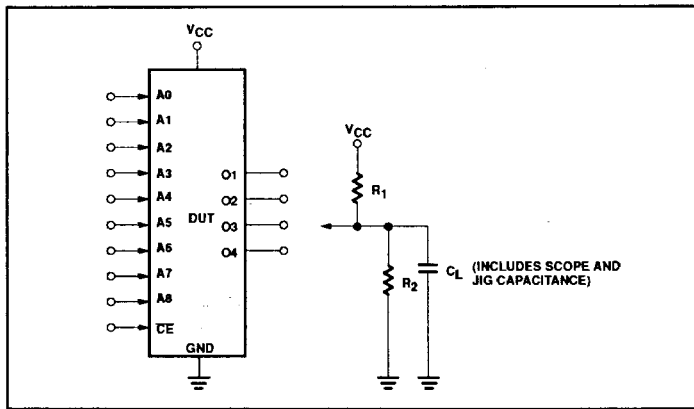 VCC
A0
A1
A2
A3
A4
A5
A6
A7
A8
CE
DUT
O1
O2
O3
O4
GND
VCC
R1
R2
CL (INCLUDES SCOPE AND
JIG CAPACITANCE)